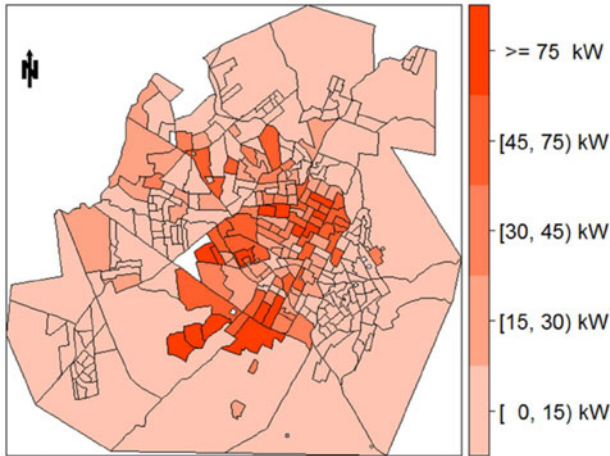 N
>= 75 kW
[45, 75) kW
[30, 45) kW
[15, 30) kW
[ 0, 15) kW